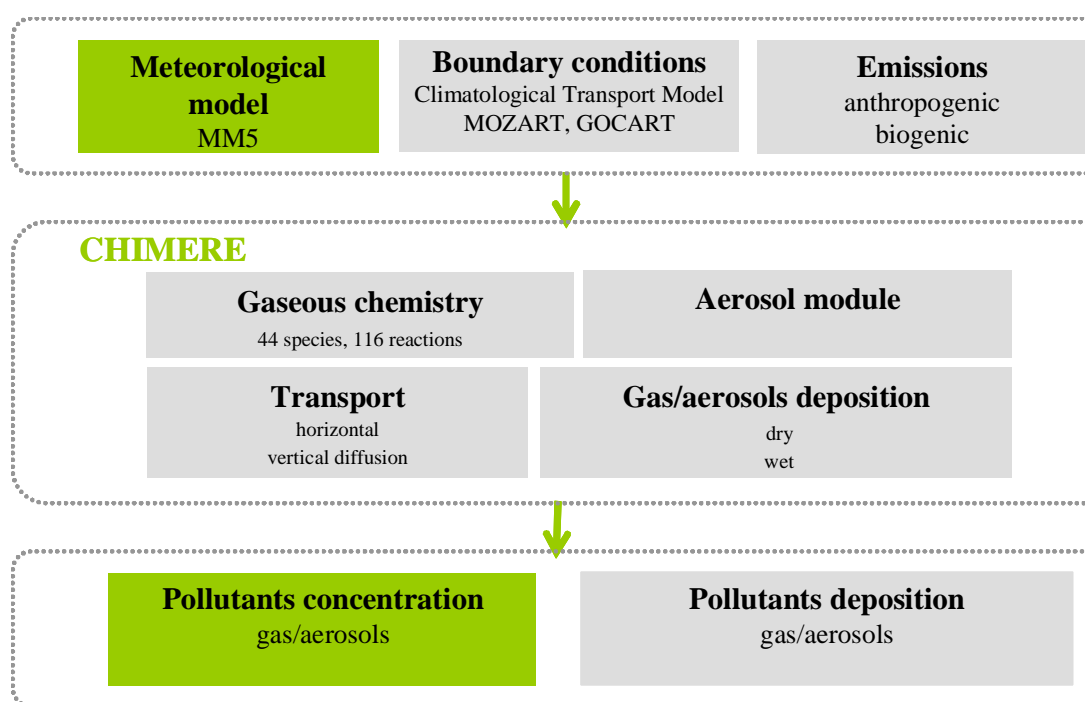 Meteorological
model
MM5
Boundary conditions
Climatological Transport Model
MOZART, GOCART
Emissions
anthropogenic
biogenic
CHIMERE
Gaseous chemistry
44 species, 116 reactions
Aerosol module
Transport
horizontal
vertical diffusion
Gas/aerosols deposition
dry
wet
Pollutants concentration
gas/aerosols
Pollutants deposition
gas/aerosols